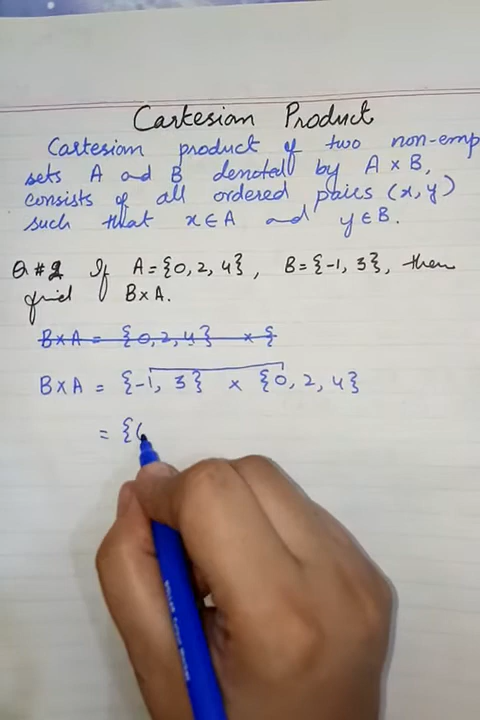 Cartesian Product
Cartesian product of two non-emp
sets A and B denoted by A × B,
consists of all ordered pairs (x, y)
such that x ∈ A and y ∈ B.
Q # 2 If A = {0, 2, 4}, B = {-1, 3}, then
find B×A.
B×A = {0, 2, 4} × {
B×A = {-1, 3} × {0, 2, 4}
= {(